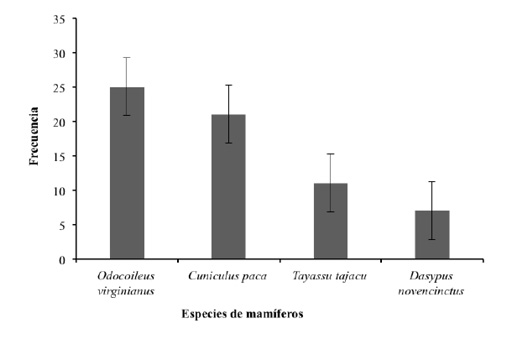 35
30
25
20
15
10
5
0
Frecuencia
Odocoileus
virginianus
Cuniculus paca
Tayassu tajacu
Dasypus
novencinctus
Especies de mamíferos